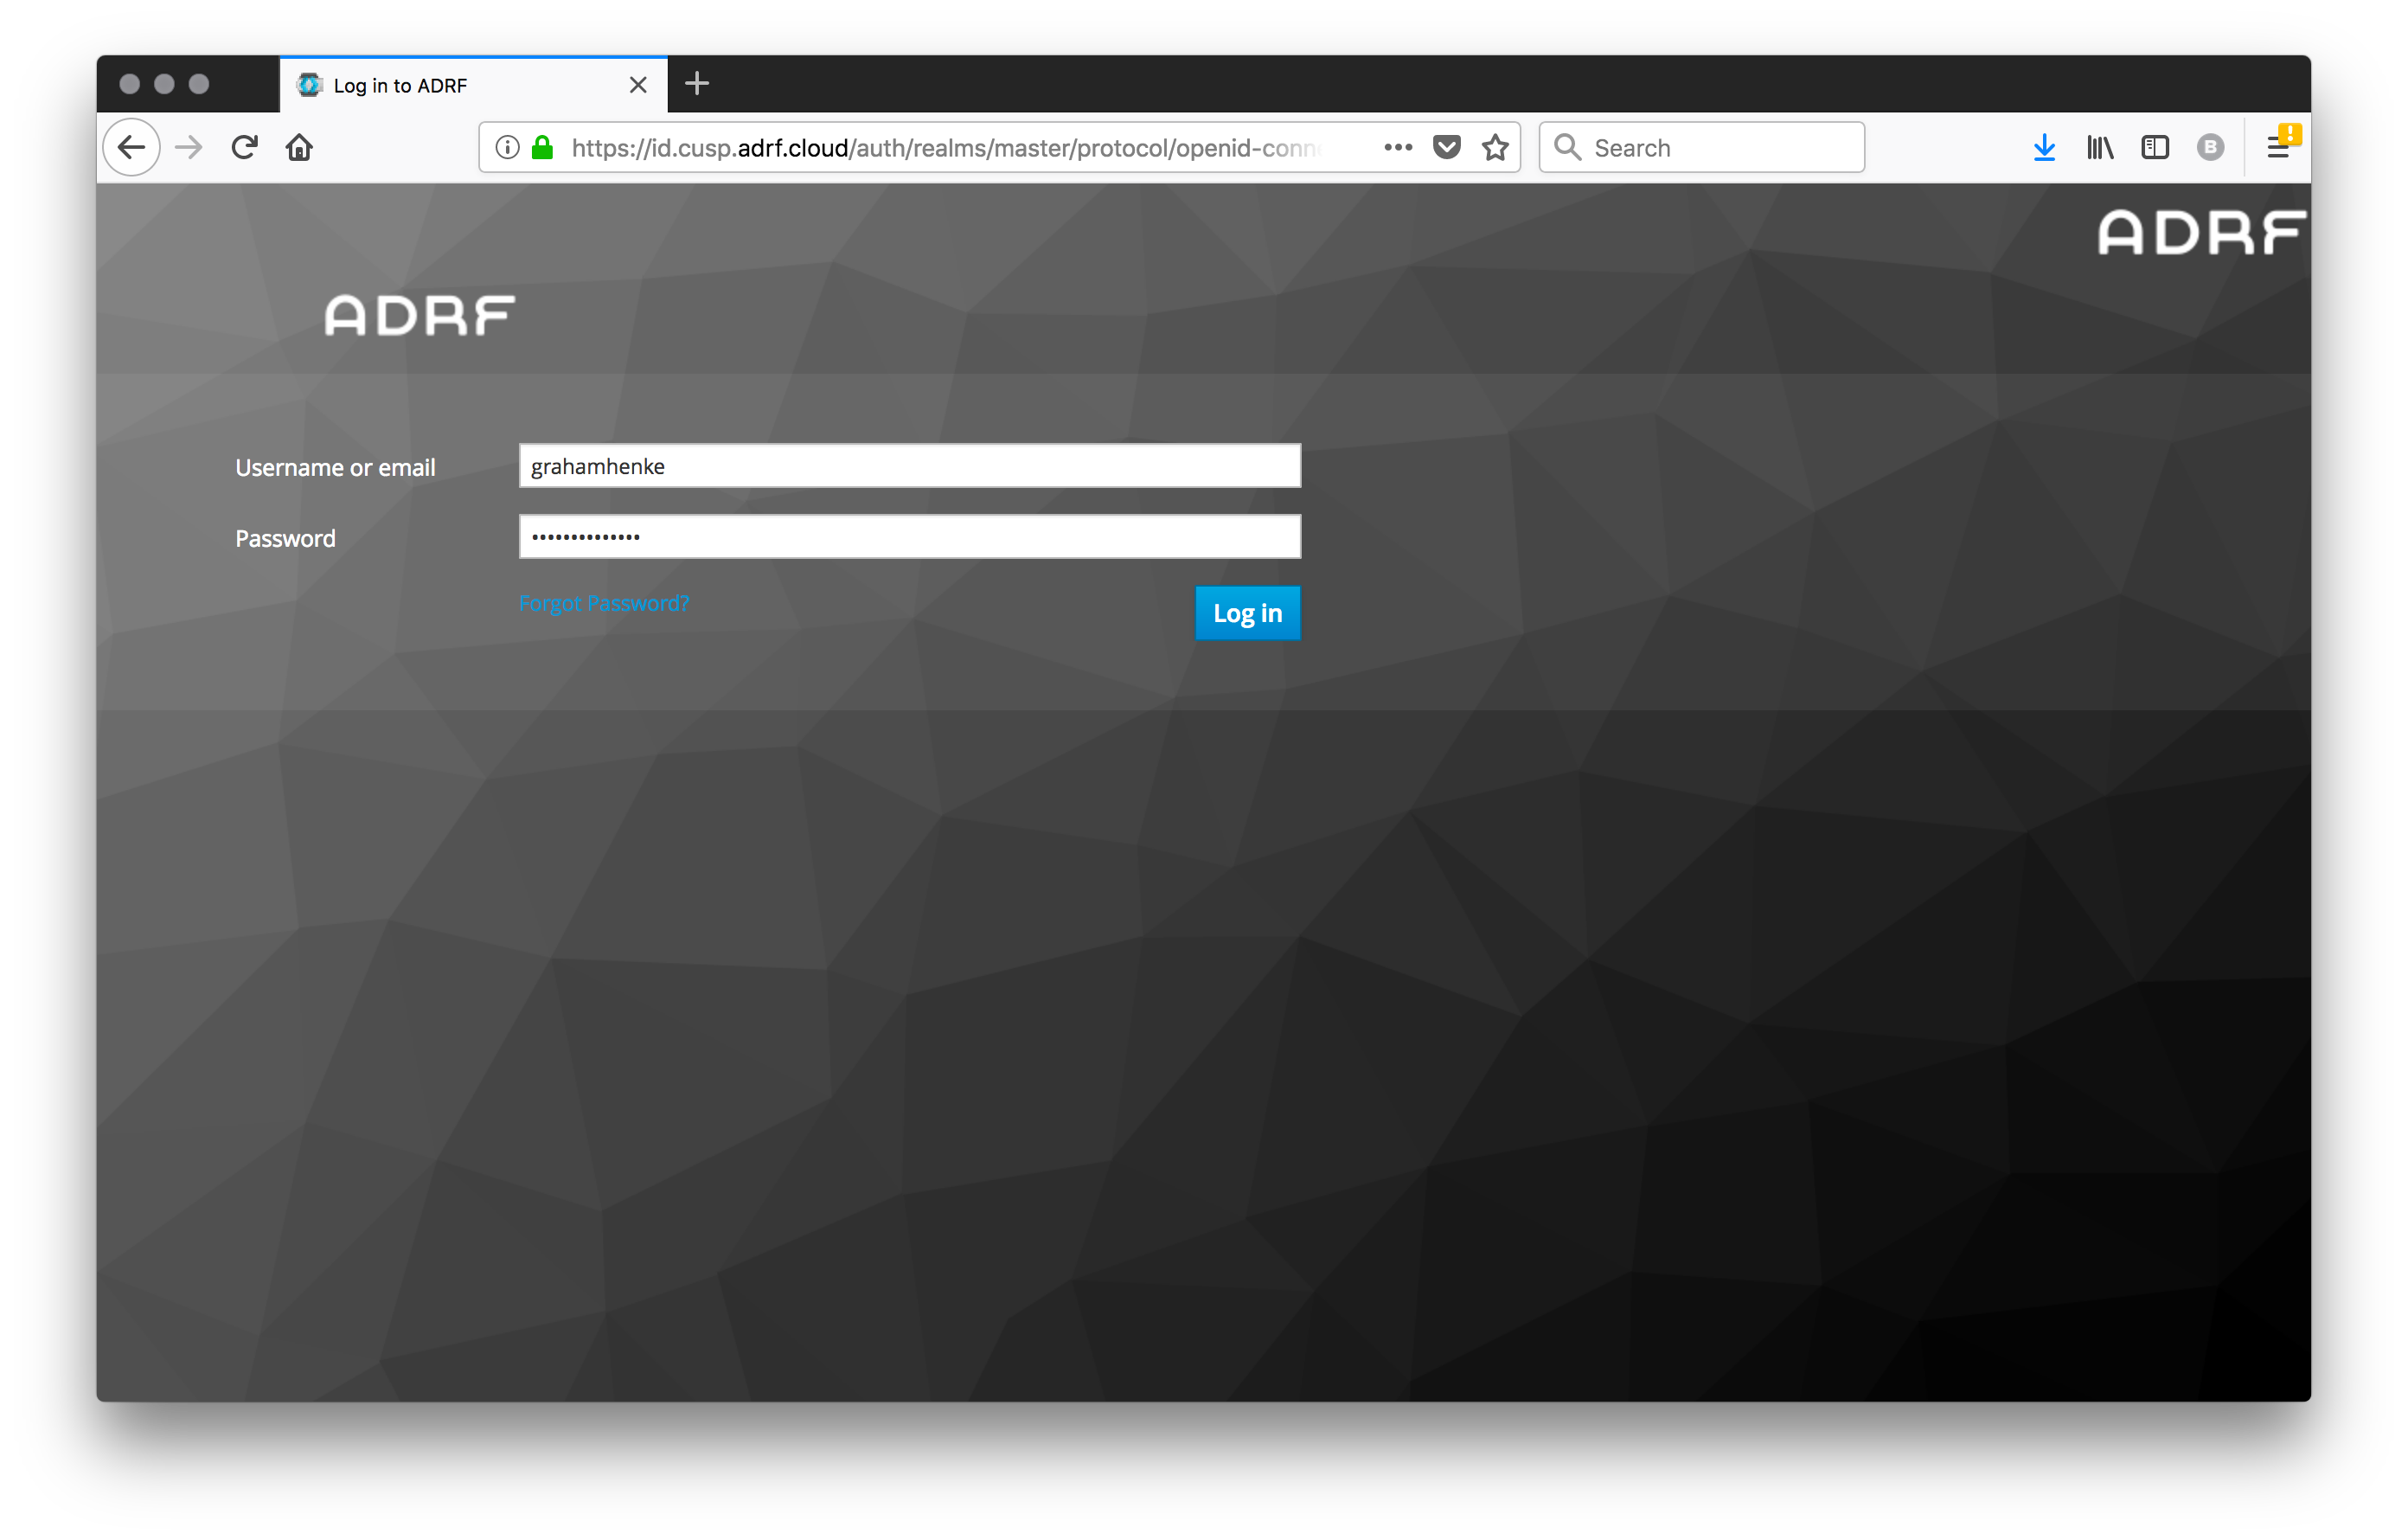 Log in to ADRF
https://id.cusp.adrf.cloud/auth/realms/master/protocol/openid-conn
Search
B
ADRF
ADRF
Username or email
grahamhenke
Password
••••••••••••••
Forgot Password?
Log in